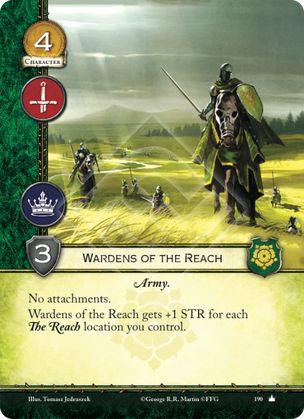 4
CHARACTER
3
WARDENS OF THE REACH
Army.
No attachments.
Wardens of the Reach gets +1 STR for each
The Reach location you control.
Illus. Tomasz Jedruszek ©George R.R. Martin ©FFG 190